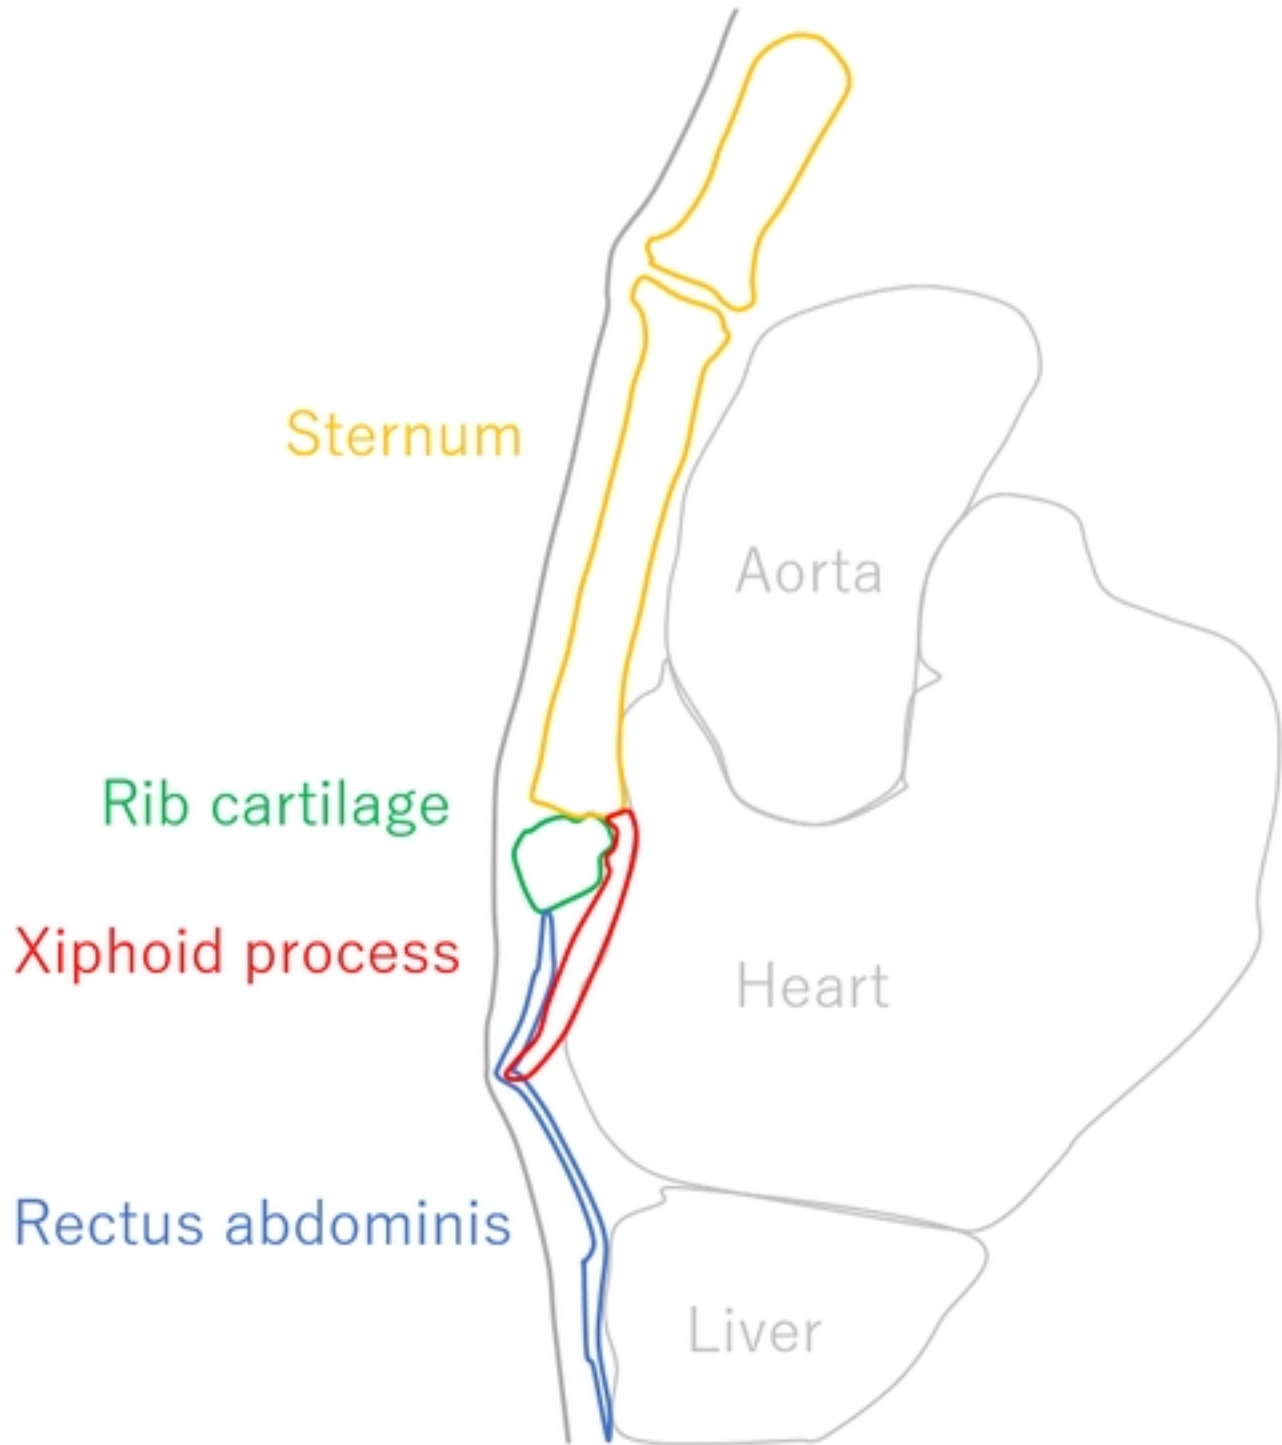 Sternum
Aorta
Rib cartilage
Xiphoid process
Heart
Rectus abdominis
Liver